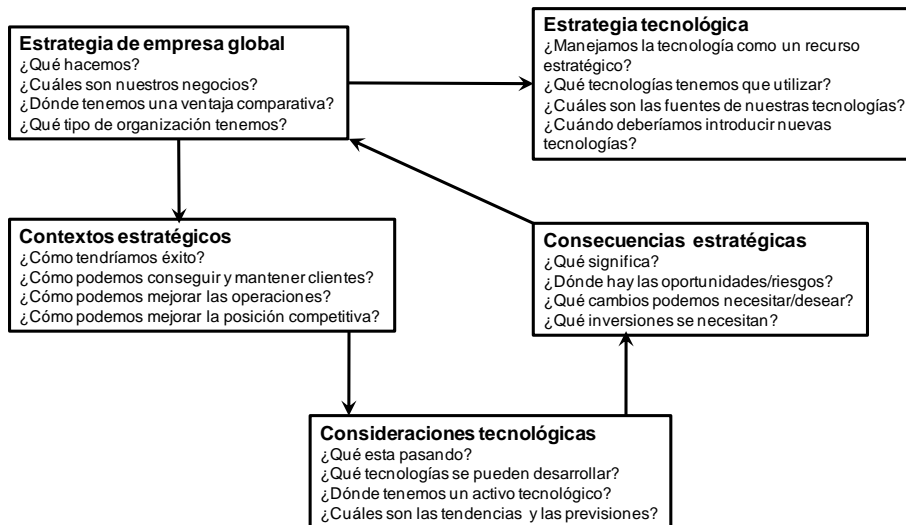 Estrategia de empresa global
¿Qué hacemos?
¿Cuáles son nuestros negocios?
¿Dónde tenemos una ventaja comparativa?
¿Qué tipo de organización tenemos?
Estrategia tecnológica
¿Manejamos la tecnología como un recurso
estratégico?
¿Qué tecnologías tenemos que utilizar?
¿Cuáles son las fuentes de nuestras tecnologías?
¿Cuándo deberíamos introducir nuevas
tecnologías?
Contextos estratégicos
¿Cómo tendríamos éxito?
¿Cómo podemos conseguir y mantener clientes?
¿Cómo podemos mejorar las operaciones?
¿Cómo podemos mejorar la posición competitiva?
Consecuencias estratégicas
¿Qué significa?
¿Dónde hay las oportunidades/riesgos?
¿Qué cambios podemos necesitar/desear?
¿Qué inversiones se necesitan?
Consideraciones tecnológicas
¿Qué esta pasando?
¿Qué tecnologías se pueden desarrollar?
¿Dónde tenemos un activo tecnológico?
¿Cuáles son las tendencias y las previsiones?